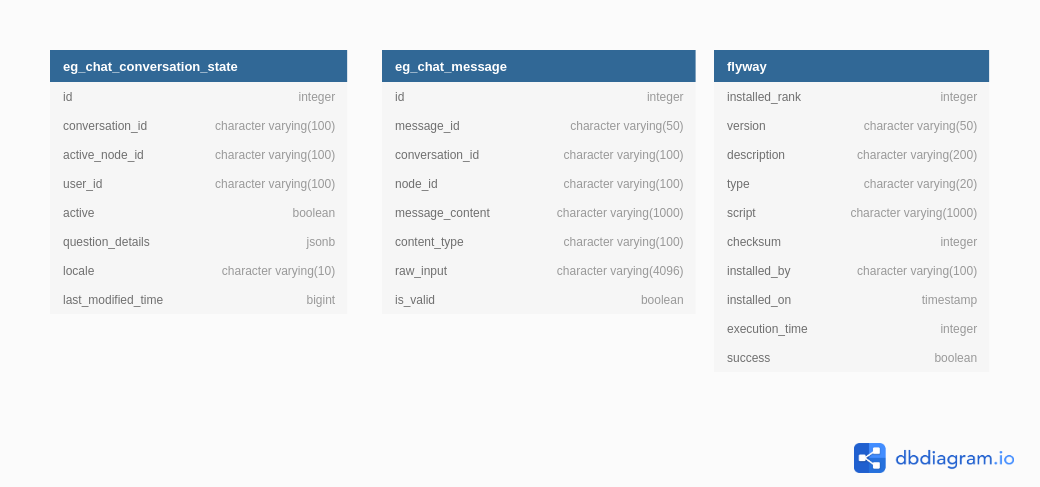 eg_chat_conversation_state
id integer
conversation_id character varying(100)
active_node_id character varying(100)
user_id character varying(100)
active boolean
question_details jsonb
locale character varying(10)
last_modified_time bigint
eg_chat_message
id integer
message_id character varying(50)
conversation_id character varying(100)
node_id character varying(100)
message_content character varying(1000)
content_type character varying(100)
raw_input character varying(4096)
is_valid boolean
flyway
installed_rank integer
version character varying(50)
description character varying(200)
type character varying(20)
script character varying(1000)
checksum integer
installed_by character varying(100)
installed_on timestamp
execution_time integer
success boolean
dbdiagram.io